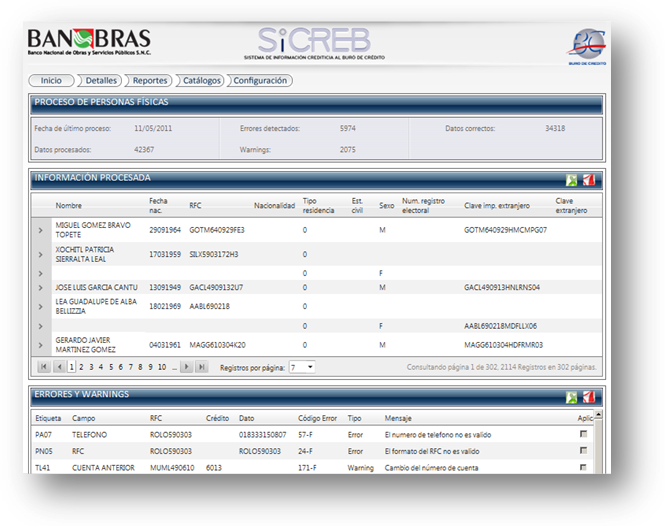 BANOBRAS
Banco Nacional de Obras y Servicios Públicos S.N.C.
SiCREB
SISTEMA DE INFORMACIÓN CREDITICIA AL BURO DE CRÉDITO
BC
BURÓ DE CRÉDITO
Inicio Detalles Reportes Catálogos Configuración
PROCESO DE PERSONAS FÍSICAS
Fecha de último proceso: 11/05/2011 Errores detectados: 5974 Datos correctos: 34318
Datos procesados: 42367 Warnings: 2075
INFORMACIÓN PROCESADA
Nombre Fecha nac. RFC Nacionalidad Tipo residencia Est. civil Sexo Num. registro electoral Clave imp. extranjero Clave extranjero
MIGUEL GOMEZ BRAVO TOPETE 29091964 GOTM640929FE3 0 M GOTM640929HMCMPG07
XOCHITL PATRICIA SIERRALTA LEAL 17031959 SILX5903172H3 0
0 F
JOSE LUIS GARCIA CANTU 13091949 GACL4909132U7 0 M GACL490913HNLRNS04
LEA GUADALUPE DE ALBA BELLIZZIA 18021969 AABL690218 0
0 F AABL690218MDFLLX06
GERARDO JAVIER MARTINEZ GOMEZ 04031961 MAGG610304K20 0 M MAGG610304HDFRMR03
1 2 3 4 5 6 7 8 9 10 ... Registros por página: 7 Consultando página 1 de 302, 2114 Registros en 302 páginas.
ERRORES Y WARNINGS
Etiqueta Campo RFC Crédito Dato Código Error Tipo Mensaje Aplic
PA07 TELEFONO ROLO590303 018333150807 57-F Error El numero de telefono no es valido
PN05 RFC ROLO590303 ROLO590303 24-F Error El formato del RFC no es valido
TL41 CUENTA ANTERIOR MUML490610 6013 171-F Warning Cambio del número de cuenta